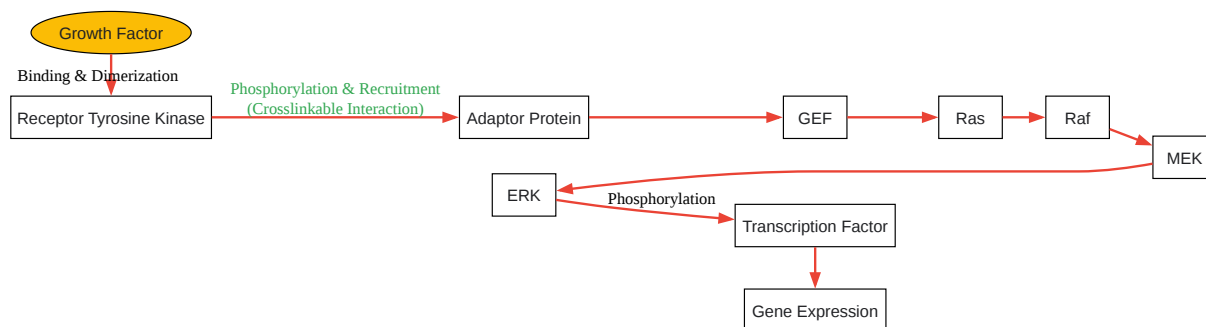 Growth Factor
Binding & Dimerization
Receptor Tyrosine Kinase
Phosphorylation & Recruitment
(Crosslinkable Interaction)
Adaptor Protein
GEF
Ras
Raf
MEK
ERK
Phosphorylation
Transcription Factor
Gene Expression